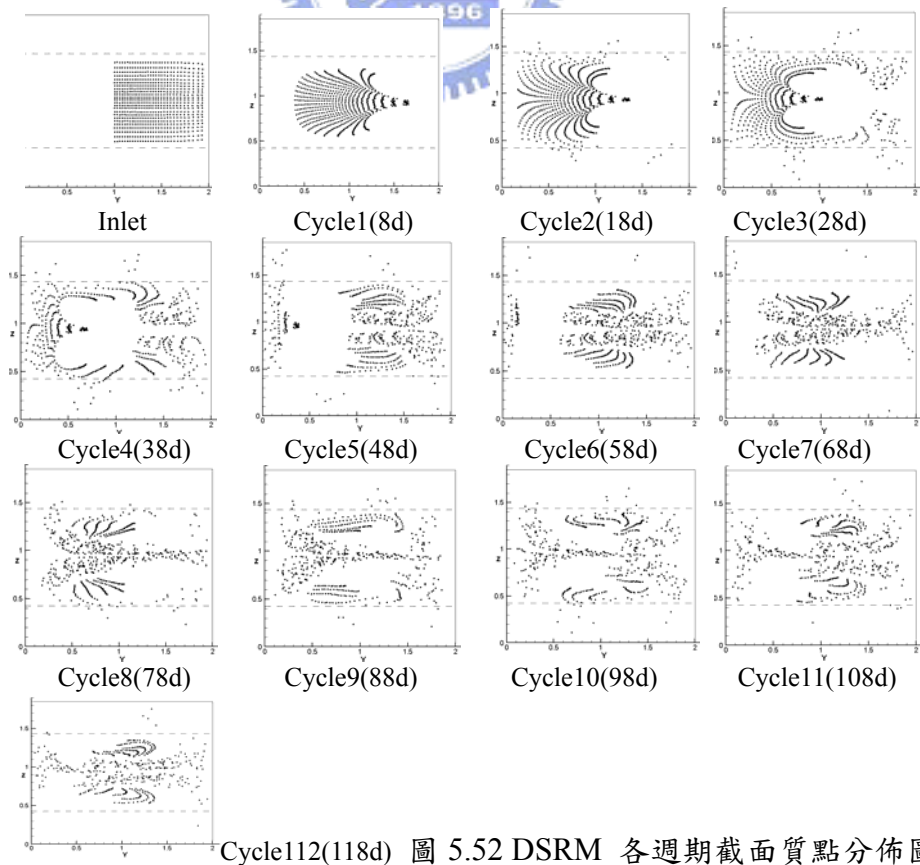 1896
Inlet Cycle1(8d) Cycle2(18d) Cycle3(28d)
Cycle4(38d) Cycle5(48d) Cycle6(58d) Cycle7(68d)
Cycle8(78d) Cycle9(88d) Cycle10(98d) Cycle11(108d)
Cycle112(118d) 圖 5.52 DSRM 各週期截面質點分佈圖